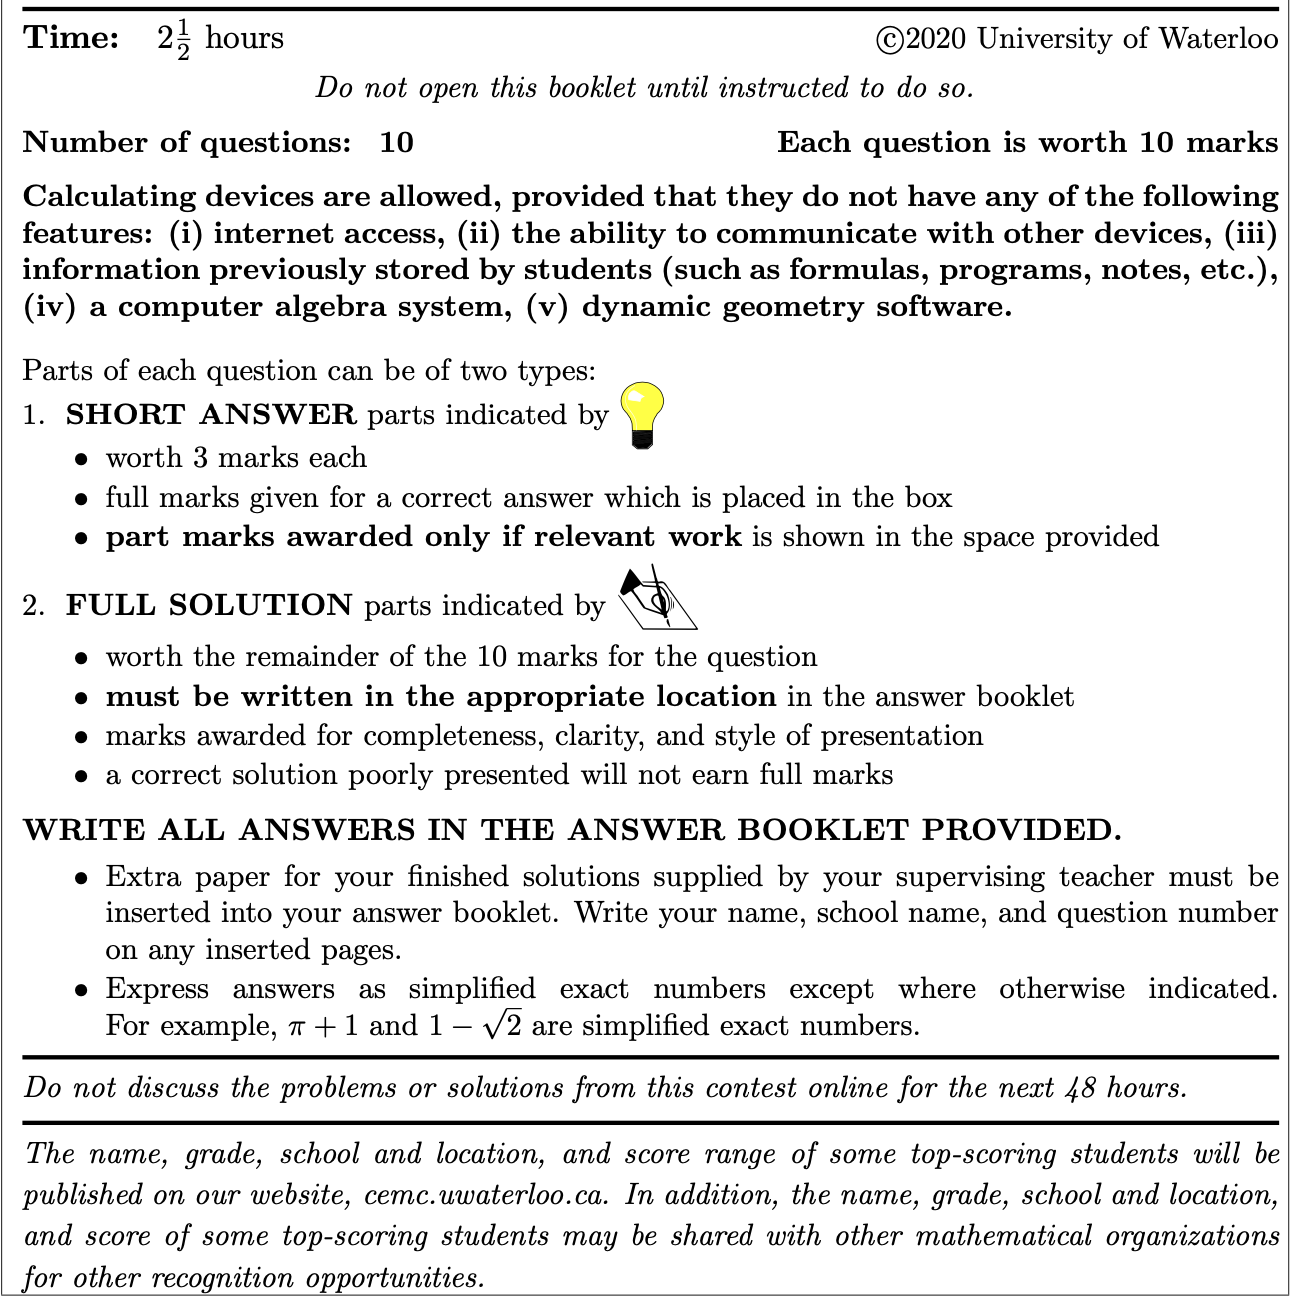 Time: 2 1/2 hours ©2020 University of Waterloo
Do not open this booklet until instructed to do so.
Number of questions: 10 Each question is worth 10 marks
Calculating devices are allowed, provided that they do not have any of the following
features: (i) internet access, (ii) the ability to communicate with other devices, (iii)
information previously stored by students (such as formulas, programs, notes, etc.),
(iv) a computer algebra system, (v) dynamic geometry software.
Parts of each question can be of two types:
1. SHORT ANSWER parts indicated by
• worth 3 marks each
• full marks given for a correct answer which is placed in the box
• part marks awarded only if relevant work is shown in the space provided
2. FULL SOLUTION parts indicated by
• worth the remainder of the 10 marks for the question
• must be written in the appropriate location in the answer booklet
• marks awarded for completeness, clarity, and style of presentation
• a correct solution poorly presented will not earn full marks
WRITE ALL ANSWERS IN THE ANSWER BOOKLET PROVIDED.
• Extra paper for your finished solutions supplied by your supervising teacher must be
inserted into your answer booklet. Write your name, school name, and question number
on any inserted pages.
• Express answers as simplified exact numbers except where otherwise indicated.
For example, π + 1 and 1 − √2 are simplified exact numbers.
Do not discuss the problems or solutions from this contest online for the next 48 hours.
The name, grade, school and location, and score range of some top-scoring students will be
published on our website, cemc.uwaterloo.ca. In addition, the name, grade, school and location,
and score of some top-scoring students may be shared with other mathematical organizations
for other recognition opportunities.